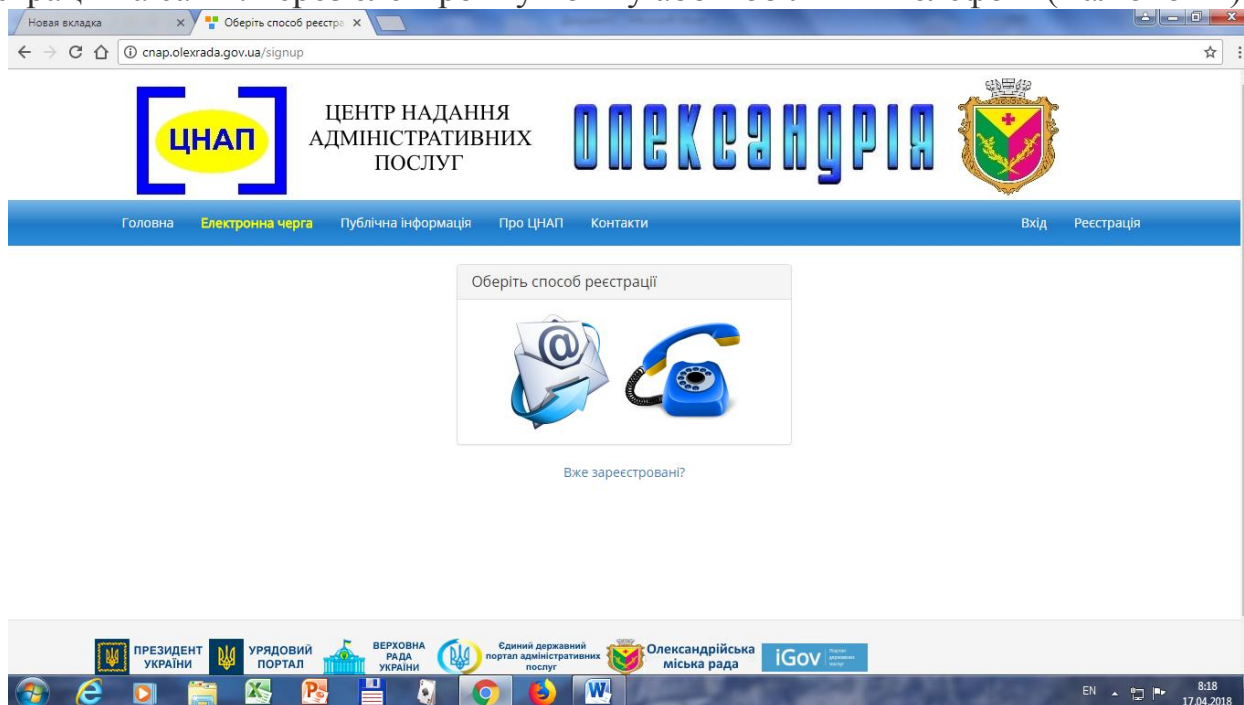 Новая вкладка
Оберіть спосіб реєстра
cnap.olexrada.gov.ua/signup
ЦНАП
ЦЕНТР НАДАННЯ
АДМІНІСТРАТИВНИХ
ПОСЛУГ
ОЛЕКСАНДРІЯ
Головна Електронна черга Публічна інформація Про ЦНАП Контакти Вхід Реєстрація
Оберіть спосіб реєстрації
@
Вже зареєстровані?
ПРЕЗИДЕНТ
УКРАЇНИ
УРЯДОВИЙ
ПОРТАЛ
ВЕРХОВНА
РАДА
УКРАЇНИ
Єдиний державний
портал адміністративних
послуг
Олександрійська
міська рада
iGov
EN 8:18
17.04.2018